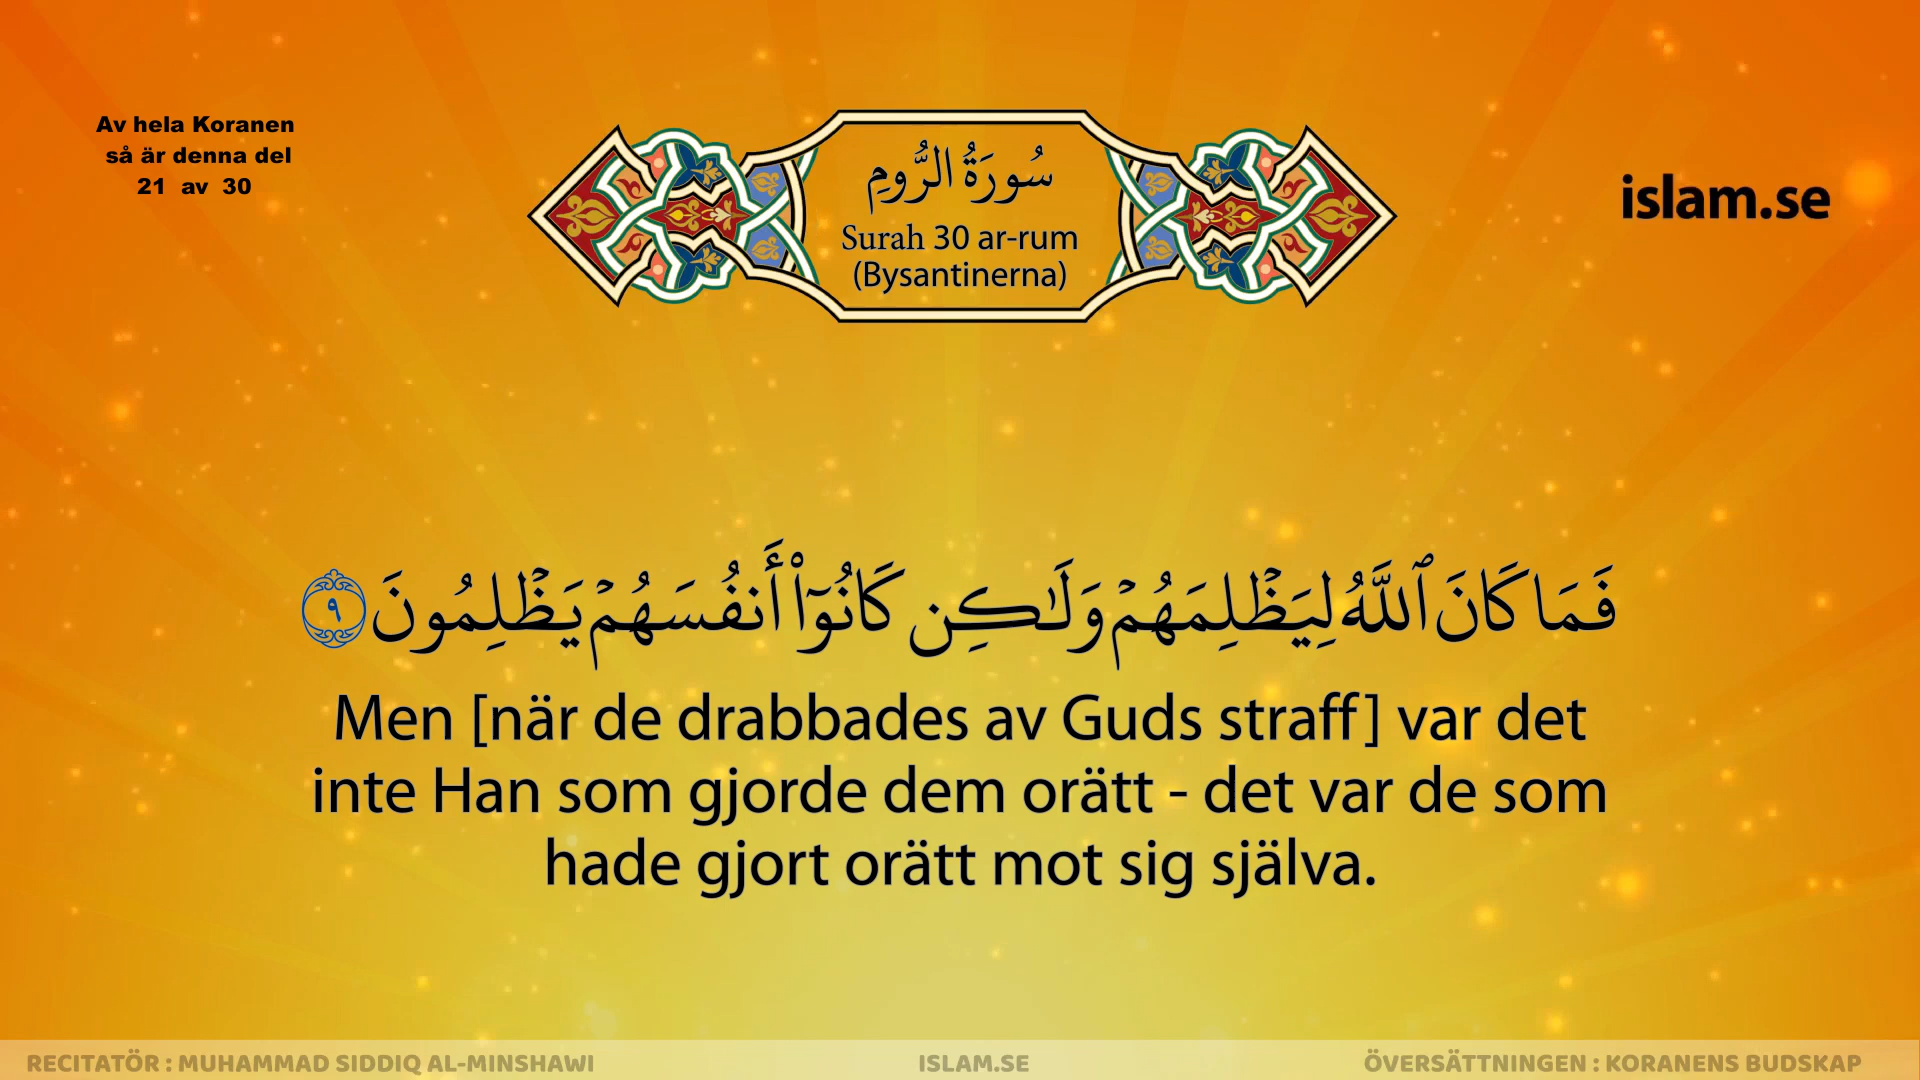 Av hela Koranen
så är denna del
21 av 30
سُورَةُ الرُّومِ
Surah 30 ar-rum
(Bysantinerna)
islam.se
فَمَا كَانَ ٱللَّهُ لِيَظْلِمَهُمْ وَلَـٰكِن كَانُوٓا۟ أَنفُسَهُمْ يَظْلِمُونَ ٩
Men [när de drabbades av Guds straff] var det
inte Han som gjorde dem orätt - det var de som
hade gjort orätt mot sig själva.
RECITATÖR : MUHAMMAD SIDDIQ AL-MINSHAWI
ISLAM.SE
ÖVERSÄTTNINGEN : KORANENS BUDSKAP